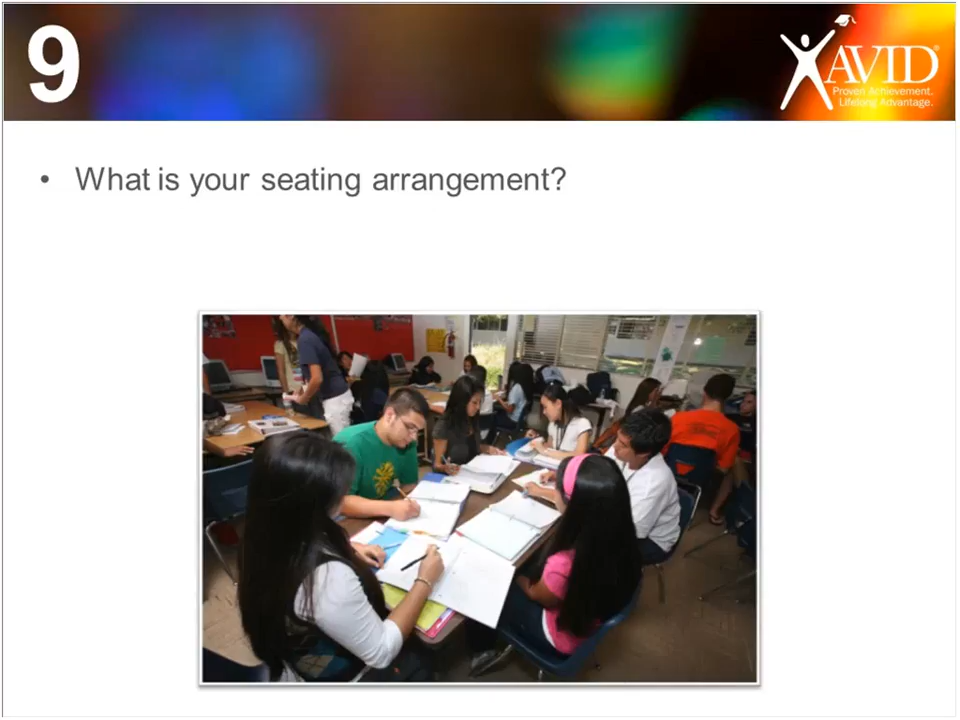 9
AVID®
Proven Achievement.
Lifelong Advantage.
• What is your seating arrangement?